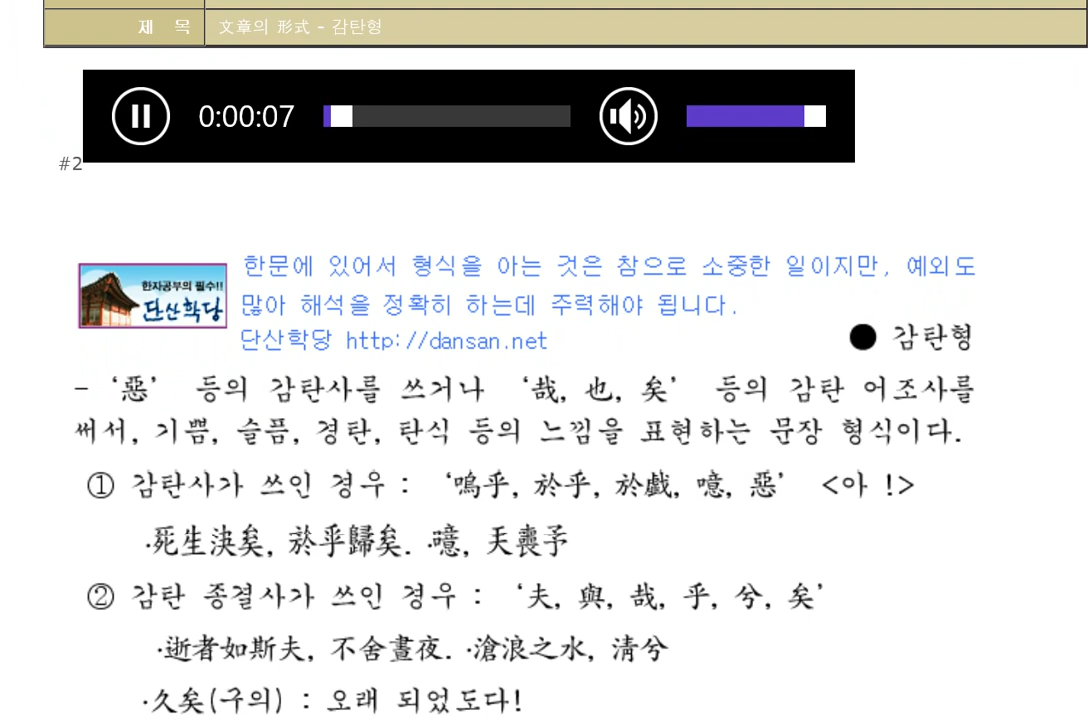 제 목 文章의 形式 - 감탄형
0:00:07
#2
한문에 있어서 형식을 아는 것은 참으로 소중한 일이지만, 예외도
많아 해석을 정확히 하는데 주력해야 됩니다.
한자공부의 필수!!
단산학당
단산학당 http://dansan.net
● 감탄형
- ‘惡’ 등의 감탄사를 쓰거나 ‘哉, 也, 矣’ 등의 감탄 어조사를
써서, 기쁨, 슬픔, 경탄, 탄식 등의 느낌을 표현하는 문장 형식이다.
① 감탄사가 쓰인 경우 : ‘嗚乎, 於乎, 於戱, 噫, 惡’ <아 !>
·死生決矣, 於乎歸矣. ·噫, 天喪予
② 감탄 종결사가 쓰인 경우 : ‘夫, 與, 哉, 乎, 兮, 矣’
·逝者如斯夫, 不舍晝夜. ·滄浪之水, 淸兮
·久矣(구의) : 오래 되었도다!